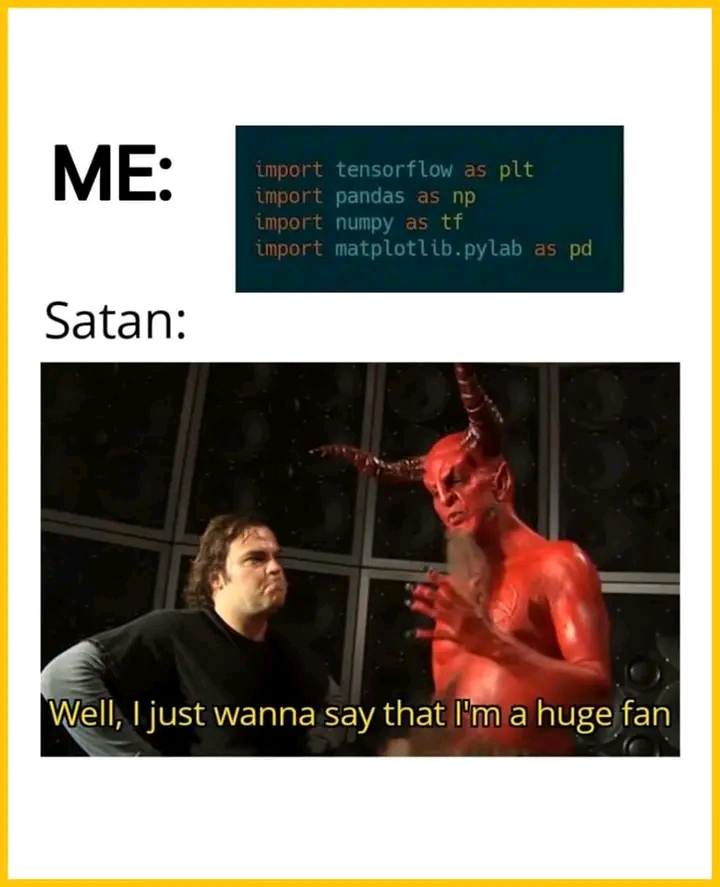 ME:
import tensorflow as plt
import pandas as np
import numpy as tf
import matplotlib.pylab as pd
Satan:
Well, I just wanna say that I'm a huge fan